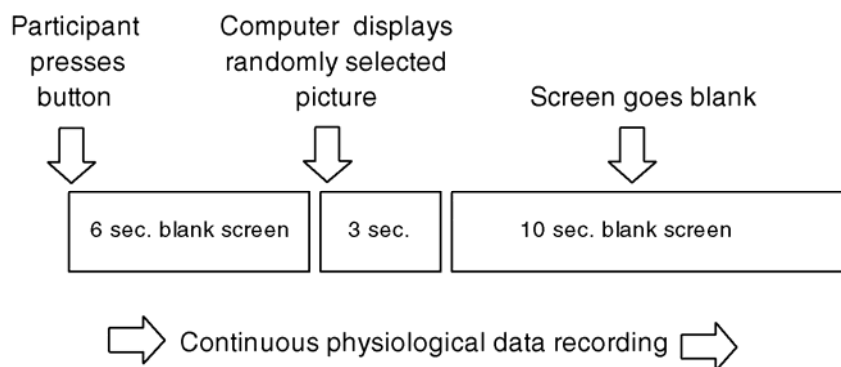 Participant
presses
button
Computer displays
randomly selected
picture
Screen goes blank
6 sec. blank screen
3 sec.
10 sec. blank screen
Continuous physiological data recording